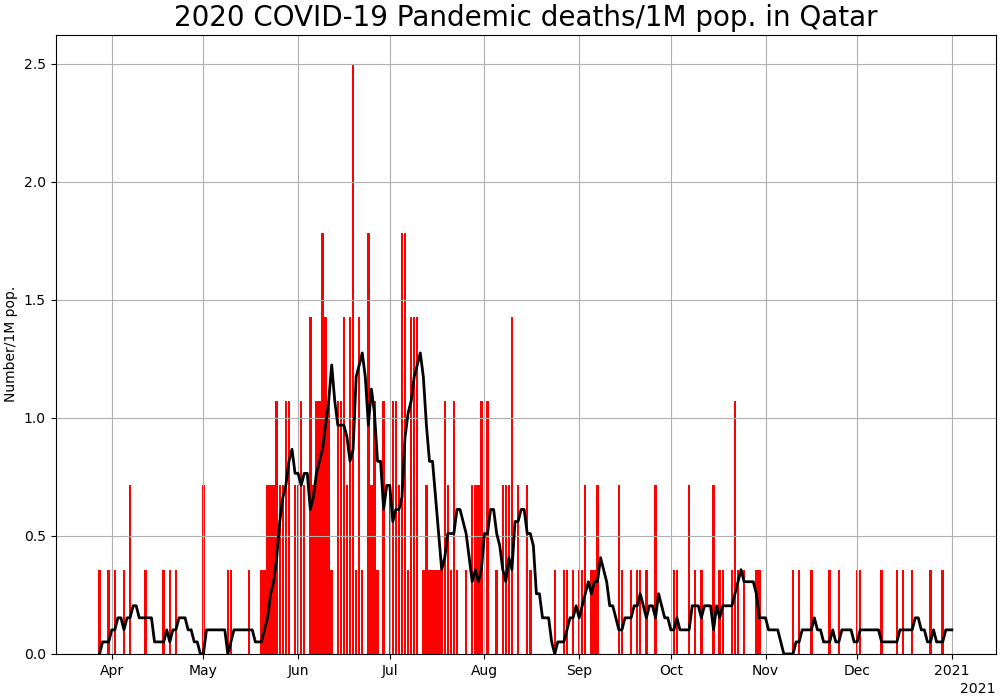 2020 COVID-19 Pandemic deaths/1M pop. in Qatar
Number/1M pop.
2.5
2.0
1.5
1.0
0.5
0.0
Apr May Jun Jul Aug Sep Oct Nov Dec 2021
2021